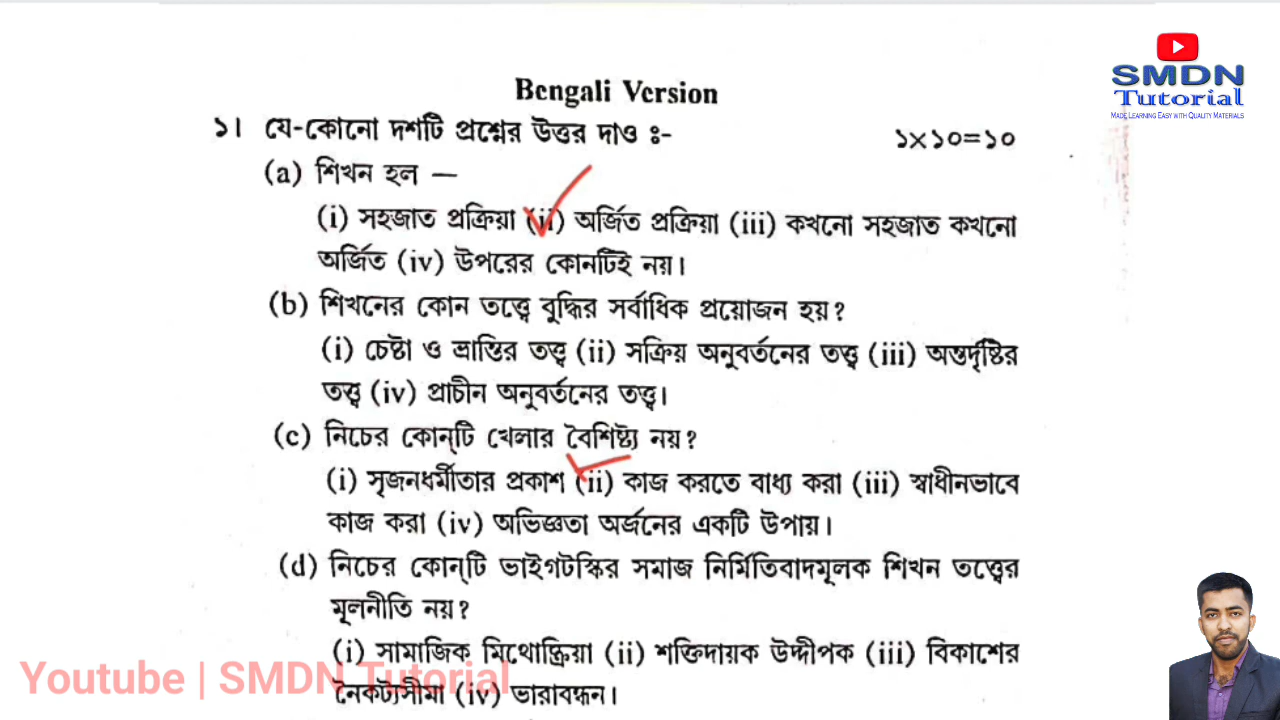 SMDN
Tutorial
MADE LEARNING EASY WITH QUALITY MATERIALS
Bengali Version
১। যে-কোনো দশটি প্রশ্নের উত্তর দাও ঃ- ১×১০=১০
(a) শিখন হল —
(i) সহজাত প্রক্রিয়া (ii) অর্জিত প্রক্রিয়া (iii) কখনো সহজাত কখনো
অর্জিত (iv) উপরের কোনটিই নয়।
(b) শিখনের কোন তত্ত্বে বুদ্ধির সর্বাধিক প্রয়োজন হয়?
(i) চেষ্টা ও ভ্রান্তির তত্ত্ব (ii) সক্রিয় অনুবর্তনের তত্ত্ব (iii) অন্তর্দৃষ্টির
তত্ত্ব (iv) প্রাচীন অনুবর্তনের তত্ত্ব।
(c) নিচের কোন্‌টি খেলার বৈশিষ্ট্য নয়?
(i) সৃজনধর্মীতার প্রকাশ (ii) কাজ করতে বাধ্য করা (iii) স্বাধীনভাবে
কাজ করা (iv) অভিজ্ঞতা অর্জনের একটি উপায়।
(d) নিচের কোন্‌টি ভাইগটস্কির সমাজ নির্মিতিবাদমূলক শিখন তত্ত্বের
মূলনীতি নয়?
(i) সামাজিক মিথোষ্ক্রিয়া (ii) শক্তিদায়ক উদ্দীপক (iii) বিকাশের
নৈকট্যসীমা (iv) ভারাবন্ধন।
Youtube | SMDN Tutorial